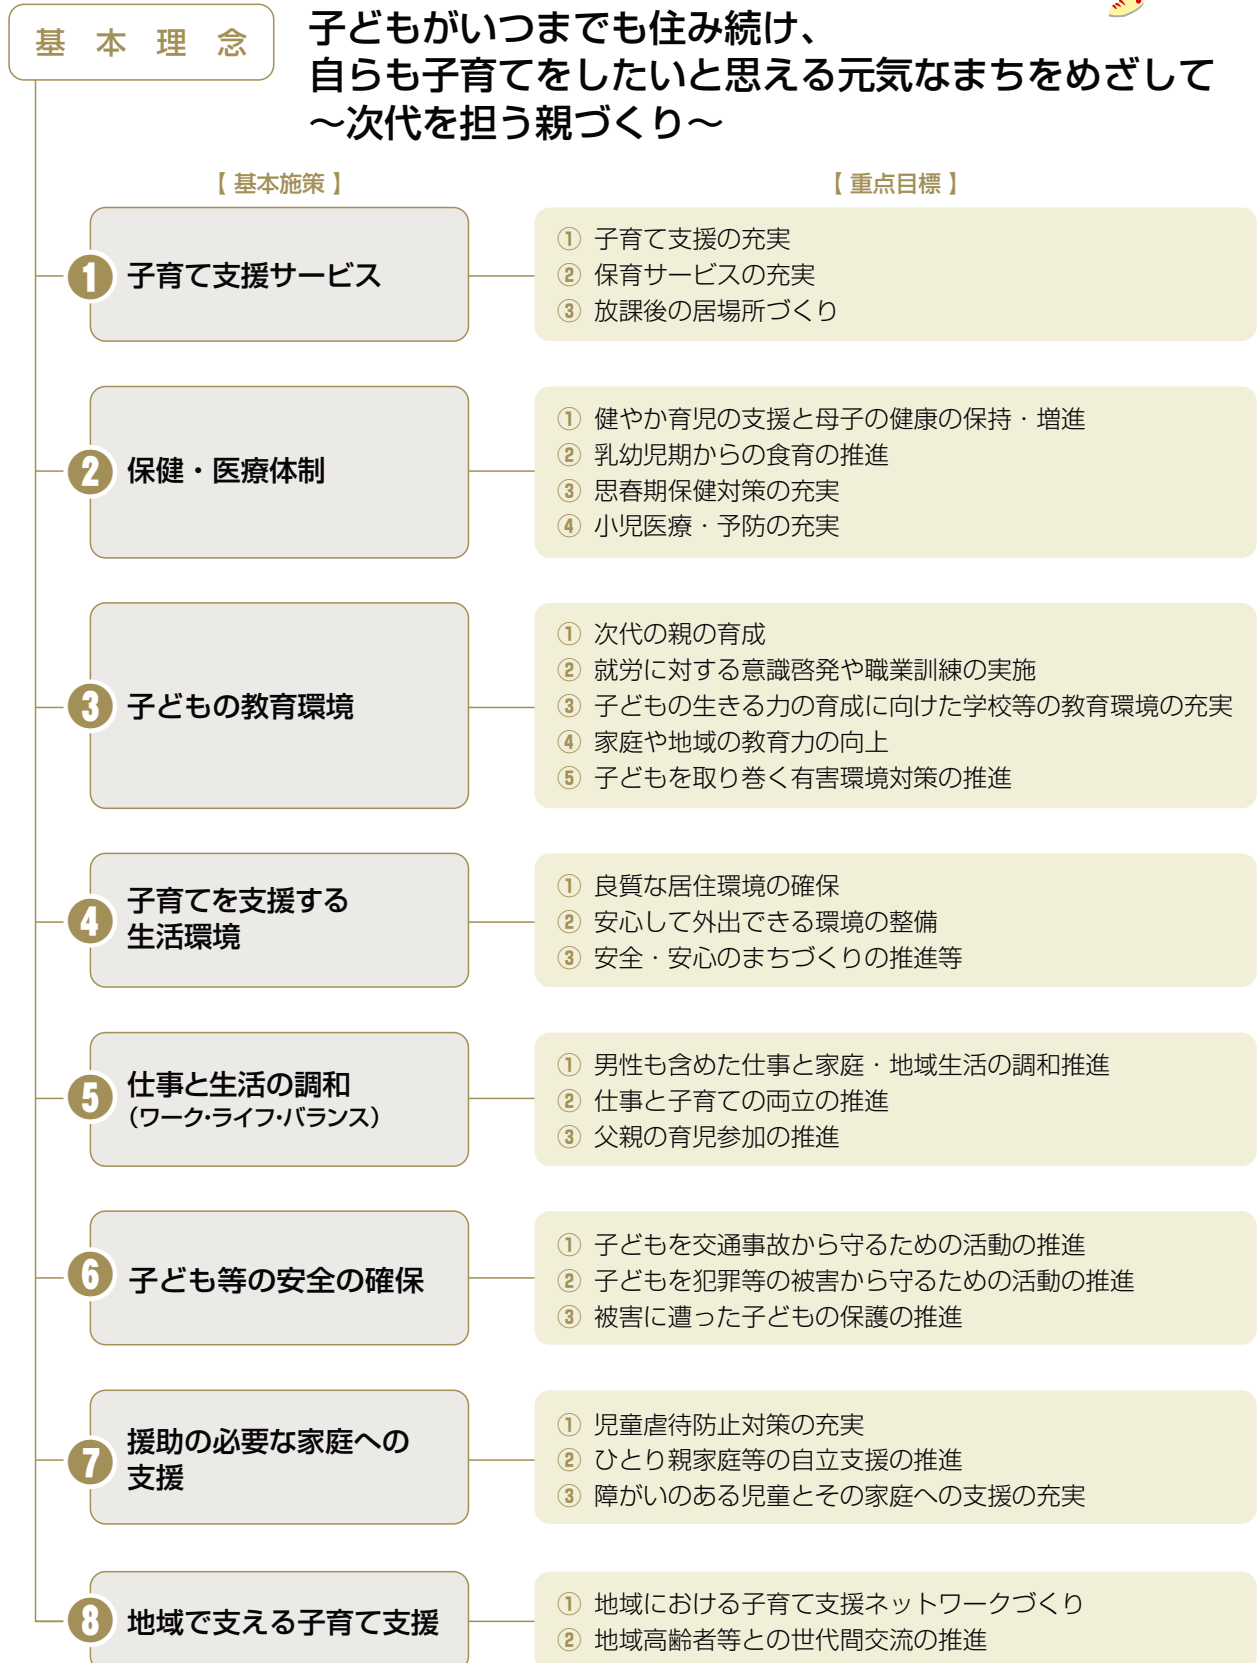 基本理念
子どもがいつまでも住み続け、
自らも子育てをしたいと思える元気なまちをめざして
～次代を担う親づくり～
【 基本施策 】
【 重点目標 】
1 子育て支援サービス
① 子育て支援の充実
② 保育サービスの充実
③ 放課後の居場所づくり
2 保健・医療体制
① 健やか育児の支援と母子の健康の保持・増進
② 乳幼児期からの食育の推進
③ 思春期保健対策の充実
④ 小児医療・予防の充実
3 子どもの教育環境
① 次代の親の育成
② 就労に対する意識啓発や職業訓練の実施
③ 子どもの生きる力の育成に向けた学校等の教育環境の充実
④ 家庭や地域の教育力の向上
⑤ 子どもを取り巻く有害環境対策の推進
4 子育てを支援する
生活環境
① 良質な居住環境の確保
② 安心して外出できる環境の整備
③ 安全・安心のまちづくりの推進等
5 仕事と生活の調和
（ワーク・ライフ・バランス）
① 男性も含めた仕事と家庭・地域生活の調和推進
② 仕事と子育ての両立の推進
③ 父親の育児参加の推進
6 子ども等の安全の確保
① 子どもを交通事故から守るための活動の推進
② 子どもを犯罪等の被害から守るための活動の推進
③ 被害に遭った子どもの保護の推進
7 援助の必要な家庭への
支援
① 児童虐待防止対策の充実
② ひとり親家庭等の自立支援の推進
③ 障がいのある児童とその家庭への支援の充実
8 地域で支える子育て支援
① 地域における子育て支援ネットワークづくり
② 地域高齢者等との世代間交流の推進